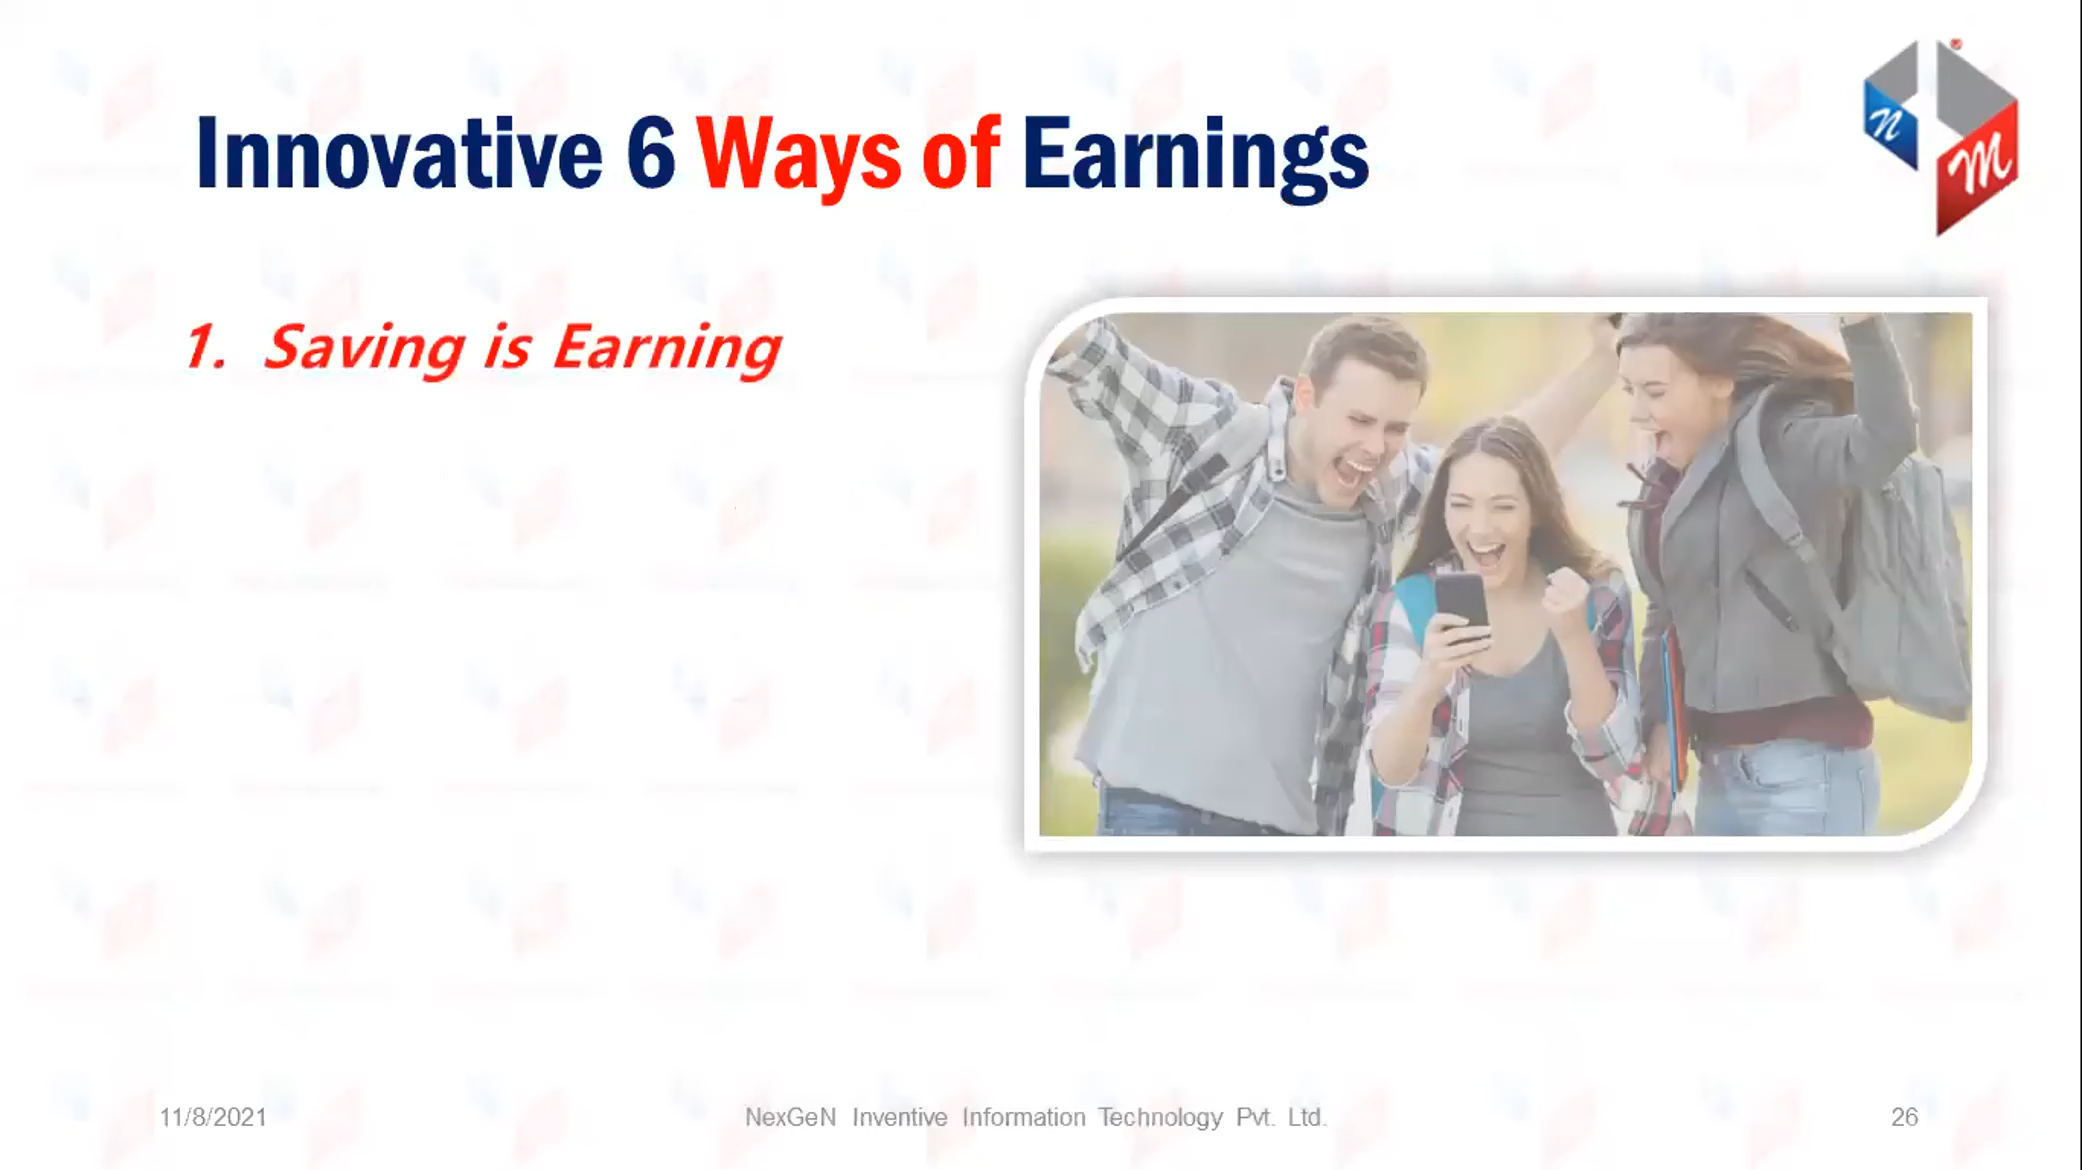 Innovative 6 Ways of Earnings
n
m
1. Saving is Earning
11/8/2021
NexGeN Inventive Information Technology Pvt. Ltd.
26